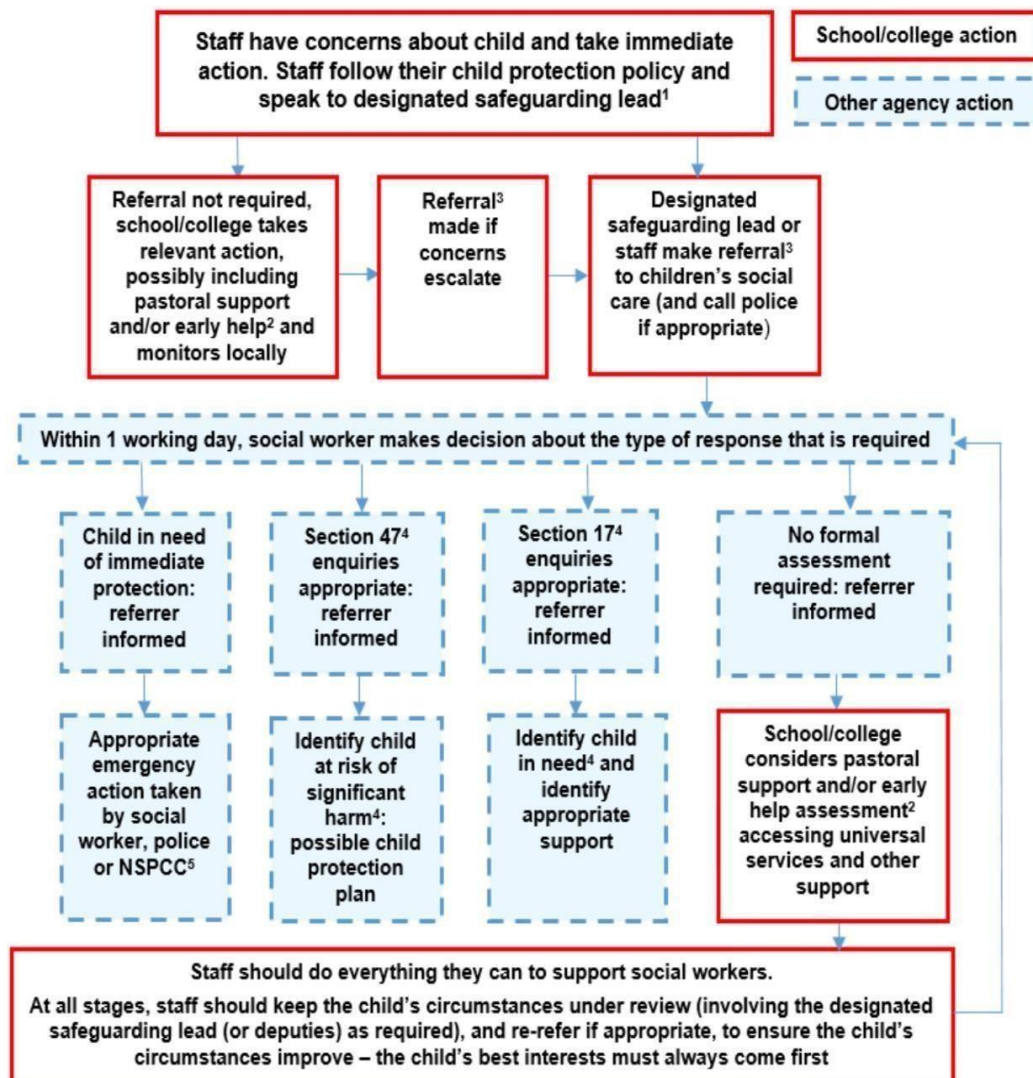 Staff have concerns about child and take immediate
action. Staff follow their child protection policy and
speak to designated safeguarding lead¹
School/college action
Other agency action
Referral not required,
school/college takes
relevant action,
possibly including
pastoral support
and/or early help² and
monitors locally
Referral³
made if
concerns
escalate
Designated
safeguarding lead or
staff make referral³
to children's social
care (and call police
if appropriate)
Within 1 working day, social worker makes decision about the type of response that is required
Child in need
of immediate
protection:
referrer
informed
Section 47⁴
enquiries
appropriate:
referrer
informed
Section 17⁴
enquiries
appropriate:
referrer
informed
No formal
assessment
required: referrer
informed
Appropriate
emergency
action taken
by social
worker, police
or NSPCC⁵
Identify child
at risk of
significant
harm⁴:
possible child
protection
plan
Identify child
in need⁴ and
identify
appropriate
support
School/college
considers pastoral
support and/or early
help assessment²
accessing universal
services and other
support
Staff should do everything they can to support social workers.
At all stages, staff should keep the child's circumstances under review (involving the designated
safeguarding lead (or deputies) as required), and re-refer if appropriate, to ensure the child's
circumstances improve – the child's best interests must always come first